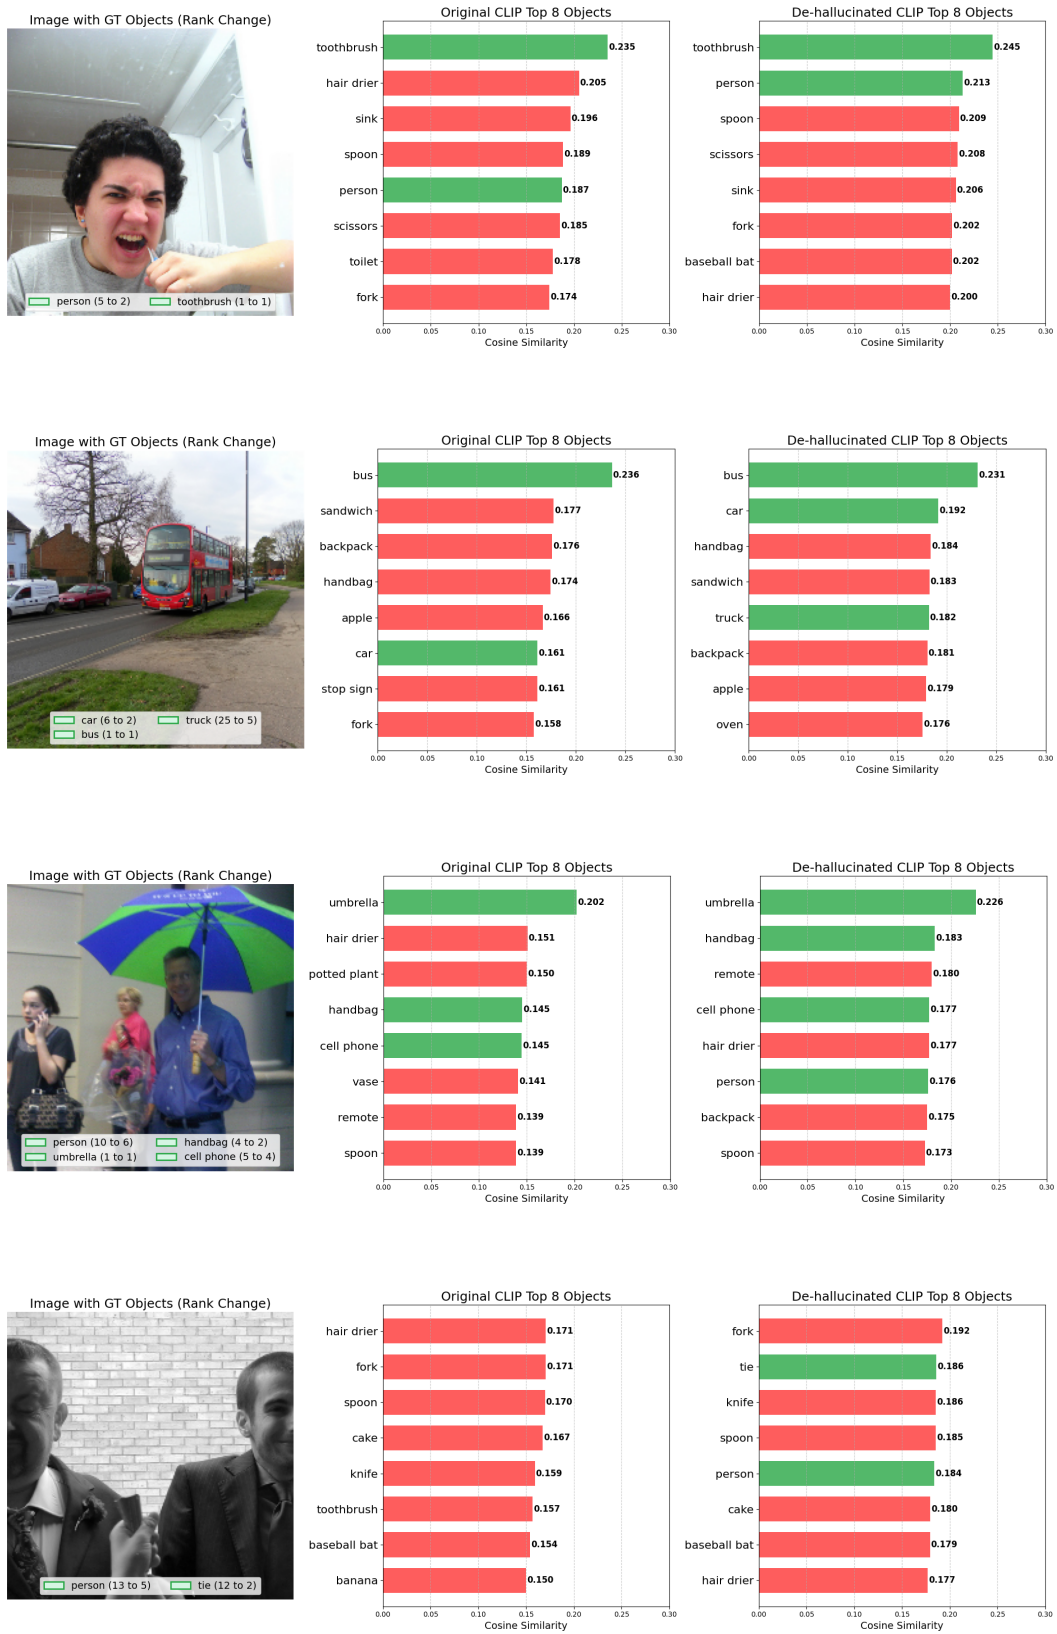 Image with GT Objects (Rank Change)
person (5 to 2) toothbrush (1 to 1)
Original CLIP Top 8 Objects
toothbrush 0.235
hair drier 0.205
sink 0.196
spoon 0.189
person 0.187
scissors 0.185
toilet 0.178
fork 0.174
0.00 0.05 0.10 0.15 0.20 0.25 0.30
Cosine Similarity
De-hallucinated CLIP Top 8 Objects
toothbrush 0.245
person 0.213
spoon 0.209
scissors 0.208
sink 0.206
fork 0.202
baseball bat 0.202
hair drier 0.200
0.00 0.05 0.10 0.15 0.20 0.25 0.30
Cosine Similarity
Image with GT Objects (Rank Change)
car (6 to 2) truck (25 to 5)
bus (1 to 1)
Original CLIP Top 8 Objects
bus 0.236
sandwich 0.177
backpack 0.176
handbag 0.174
apple 0.166
car 0.161
stop sign 0.161
fork 0.158
0.00 0.05 0.10 0.15 0.20 0.25 0.30
Cosine Similarity
De-hallucinated CLIP Top 8 Objects
bus 0.231
car 0.192
handbag 0.184
sandwich 0.183
truck 0.182
backpack 0.181
apple 0.179
oven 0.176
0.00 0.05 0.10 0.15 0.20 0.25 0.30
Cosine Similarity
Image with GT Objects (Rank Change)
person (10 to 6) handbag (4 to 2)
umbrella (1 to 1) cell phone (5 to 4)
Original CLIP Top 8 Objects
umbrella 0.202
hair drier 0.151
potted plant 0.150
handbag 0.145
cell phone 0.145
vase 0.141
remote 0.139
spoon 0.139
0.00 0.05 0.10 0.15 0.20 0.25 0.30
Cosine Similarity
De-hallucinated CLIP Top 8 Objects
umbrella 0.226
handbag 0.183
remote 0.180
cell phone 0.177
hair drier 0.177
person 0.176
backpack 0.175
spoon 0.173
0.00 0.05 0.10 0.15 0.20 0.25 0.30
Cosine Similarity
Image with GT Objects (Rank Change)
person (13 to 5) tie (12 to 2)
Original CLIP Top 8 Objects
hair drier 0.171
fork 0.171
spoon 0.170
cake 0.167
knife 0.159
toothbrush 0.157
baseball bat 0.154
banana 0.150
0.00 0.05 0.10 0.15 0.20 0.25 0.30
Cosine Similarity
De-hallucinated CLIP Top 8 Objects
fork 0.192
tie 0.186
knife 0.186
spoon 0.185
person 0.184
cake 0.180
baseball bat 0.179
hair drier 0.177
0.00 0.05 0.10 0.15 0.20 0.25 0.30
Cosine Similarity